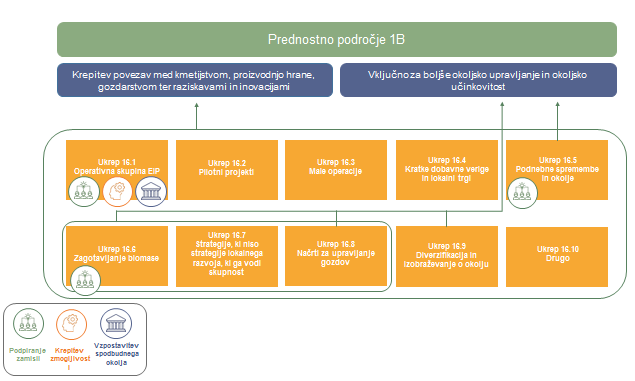 Prednostno področje 1B
Krepitev povezav med kmetijstvom, proizvodnjo hrane,
gozdarstvom ter raziskavami in inovacijami
Vključno za boljše okoljsko upravljanje in okoljsko
učinkovitost
Ukrep 16.1
Operativna skupina EIP
Ukrep 16.2
Pilotni projekti
Ukrep 16.3
Male operacije
Ukrep 16.4
Kratke dobavne verige
in lokalni trgi
Ukrep 16.5
Podnebne spremembe
in okolje
Ukrep 16.6
Zagotavljanje biomase
Ukrep 16.7
Strategije, ki niso
strategije lokalnega
razvoja, ki ga vodi
skupnost
Ukrep 16.8
Načrti za upravljanje
gozdov
Ukrep 16.9
Diverzifikacija in
izobraževanje o okolju
Ukrep 16.10
Drugo
Podpiranje
zamisli
Krepitev
zmogljivost
i
Vzpostavitev
spodbudnega
okolja